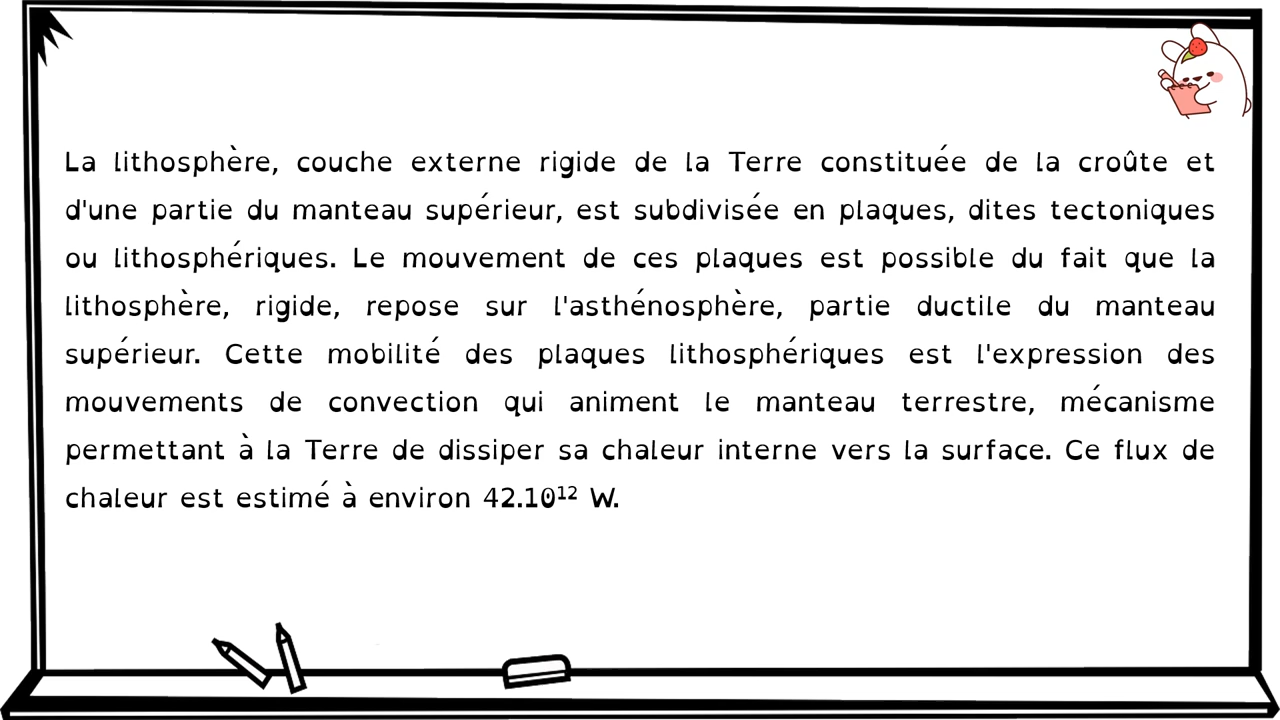 La lithosphère, couche externe rigide de la Terre constituée de la croûte et
d'une partie du manteau supérieur, est subdivisée en plaques, dites tectoniques
ou lithosphériques. Le mouvement de ces plaques est possible du fait que la
lithosphère, rigide, repose sur l'asthénosphère, partie ductile du manteau
supérieur. Cette mobilité des plaques lithosphériques est l'expression des
mouvements de convection qui animent le manteau terrestre, mécanisme
permettant à la Terre de dissiper sa chaleur interne vers la surface. Ce flux de
chaleur est estimé à environ 42.10¹² W.